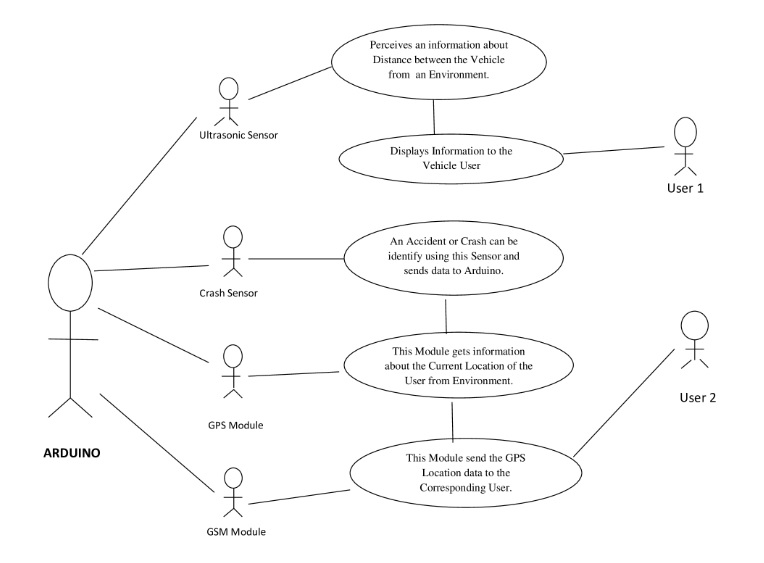 Perceives an information about
Distance between the Vehicle
from an Environment.
Ultrasonic Sensor
Displays Information to the
Vehicle User
User 1
An Accident or Crash can be
identify using this Sensor and
sends data to Arduino.
Crash Sensor
This Module gets information
about the Current Location of the
User from Environment.
User 2
GPS Module
ARDUINO
This Module send the GPS
Location data to the
Corresponding User.
GSM Module